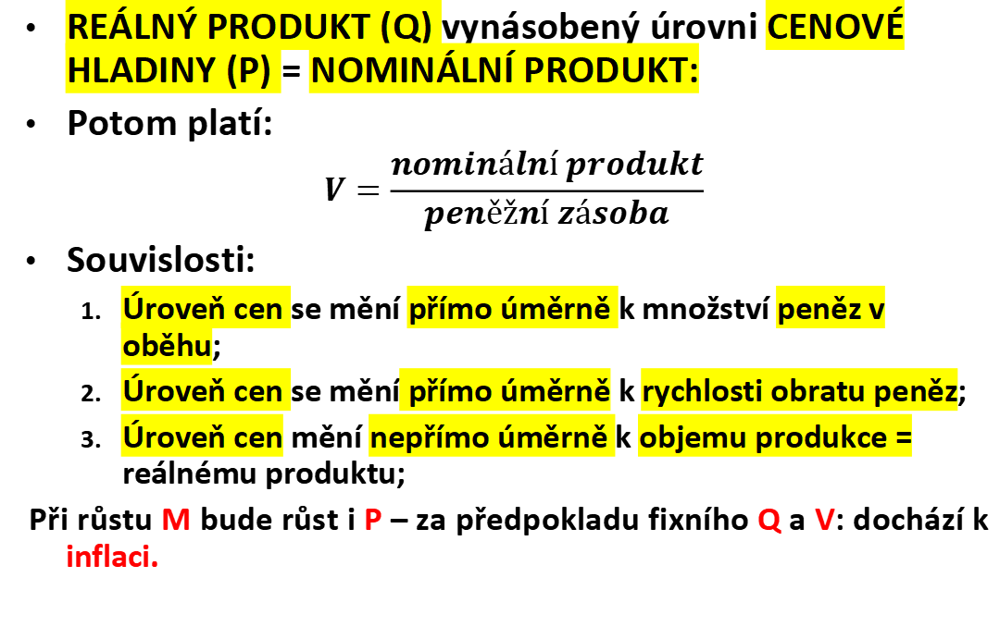 • REÁLNÝ PRODUKT (Q) vynásobený úrovni CENOVÉ
HLADINY (P) = NOMINÁLNÍ PRODUKT:
• Potom platí:
V = nominální produkt
peněžní zásoba
• Souvislosti:
1. Úroveň cen se mění přímo úměrně k množství peněz v
oběhu;
2. Úroveň cen se mění přímo úměrně k rychlosti obratu peněz;
3. Úroveň cen mění nepřímo úměrně k objemu produkce =
reálnému produktu;
Při růstu M bude růst i P – za předpokladu fixního Q a V: dochází k
inflaci.